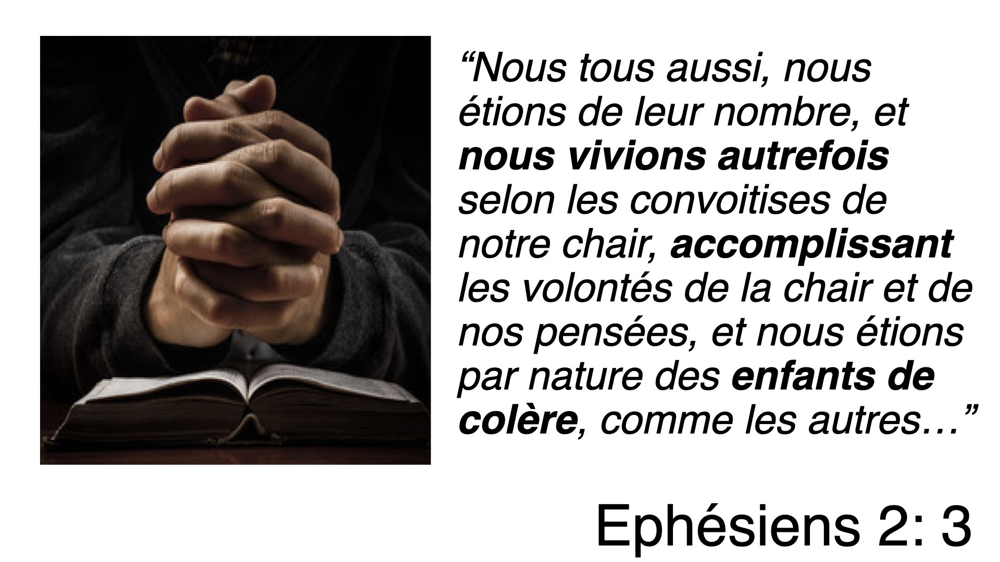 “Nous tous aussi, nous
étions de leur nombre, et
nous vivions autrefois
selon les convoitises de
notre chair, accomplissant
les volontés de la chair et de
nos pensées, et nous étions
par nature des enfants de
colère, comme les autres…”
Ephésiens 2: 3